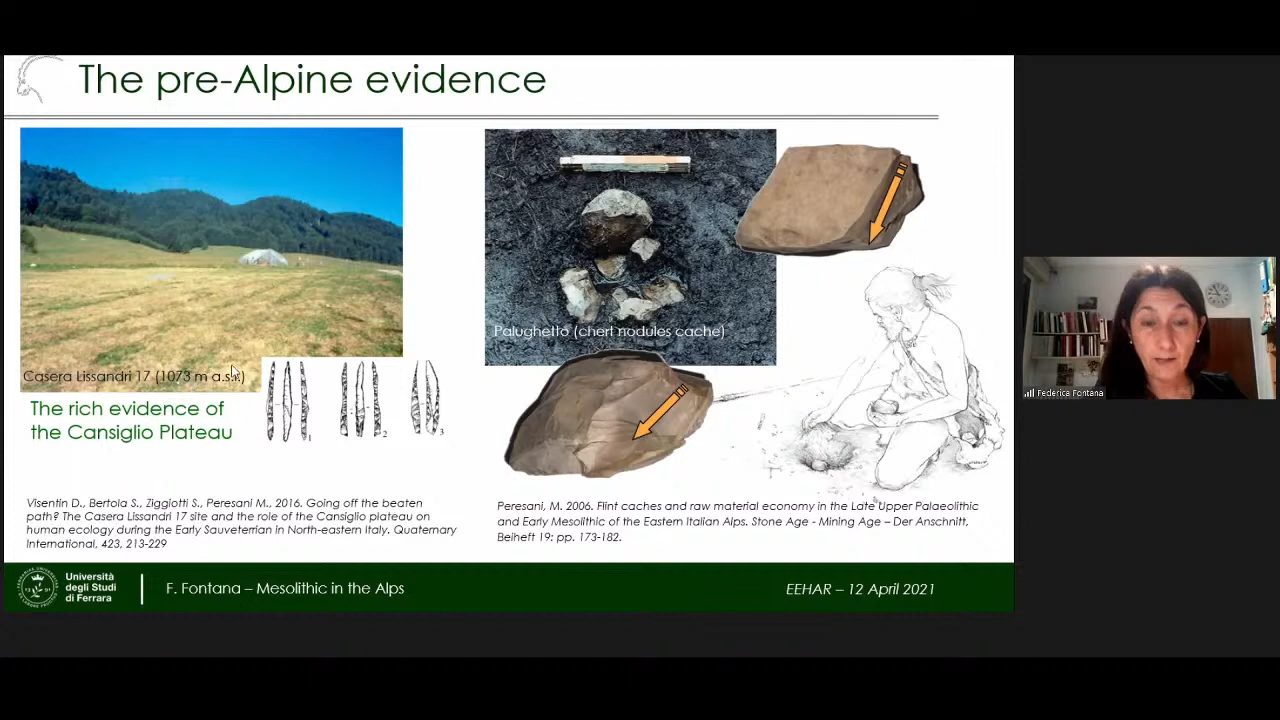 The pre-Alpine evidence
Casera Lissandri 17 (1073 m a.s.l.)
The rich evidence of
the Cansiglio Plateau
1
2
3
Palughetto (chert nodules cache)
Visentin D., Bertola S., Ziggiotti S., Peresani M., 2016. Going off the beaten
path? The Casera Lissandri 17 site and the role of the Cansiglio plateau on
human ecology during the Early Sauveterrian in North-eastern Italy. Quaternary
International, 423, 213-229
Peresani, M. 2006. Flint caches and raw material economy in the Late Upper Palaeolithic
and Early Mesolithic of the Eastern Italian Alps. Stone Age - Mining Age – Der Anschnitt,
Beiheft 19: pp. 173-182.
Università
degli Studi
di Ferrara
F. Fontana – Mesolithic in the Alps
EEHAR – 12 April 2021
Federica Fontana